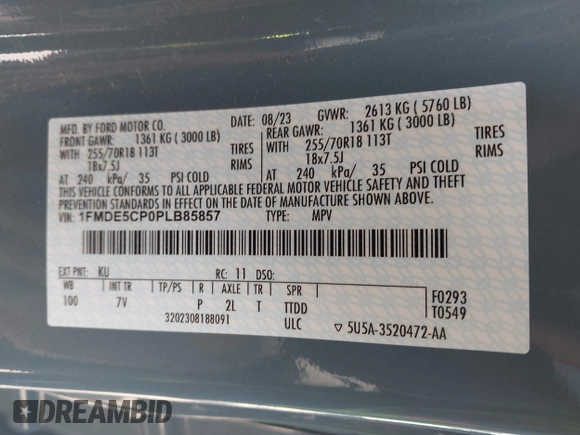 MFD. BY FORD MOTOR CO.
DATE: 08/23 GVWR: 2613 KG ( 5760 LB)
FRONT GAWR: 1361 KG ( 3000 LB) REAR GAWR: 1361 KG ( 3000 LB)
WITH 255/70R18 113T TIRES WITH 255/70R18 113T TIRES
18x7.5J RIMS 18x7.5J RIMS
AT 240 kPa/ 35 PSI COLD AT 240 kPa/ 35 PSI COLD
THIS VEHICLE CONFORMS TO ALL APPLICABLE FEDERAL MOTOR VEHICLE SAFETY AND THEFT
PREVENTION STANDARDS IN EFFECT ON THE DATE OF MANUFACTURE SHOWN ABOVE.
VIN: 1FMDE5CP0PLB85857 TYPE: MPV
EXT PNT: KU RC: 11 DSO:
WB INT TR TP/PS R AXLE TR SPR
100 7V P 2L T TTDD
3202308188091 ULC
F0293
T0549
▽ 5U5A-3520472-AA
DREAMBID